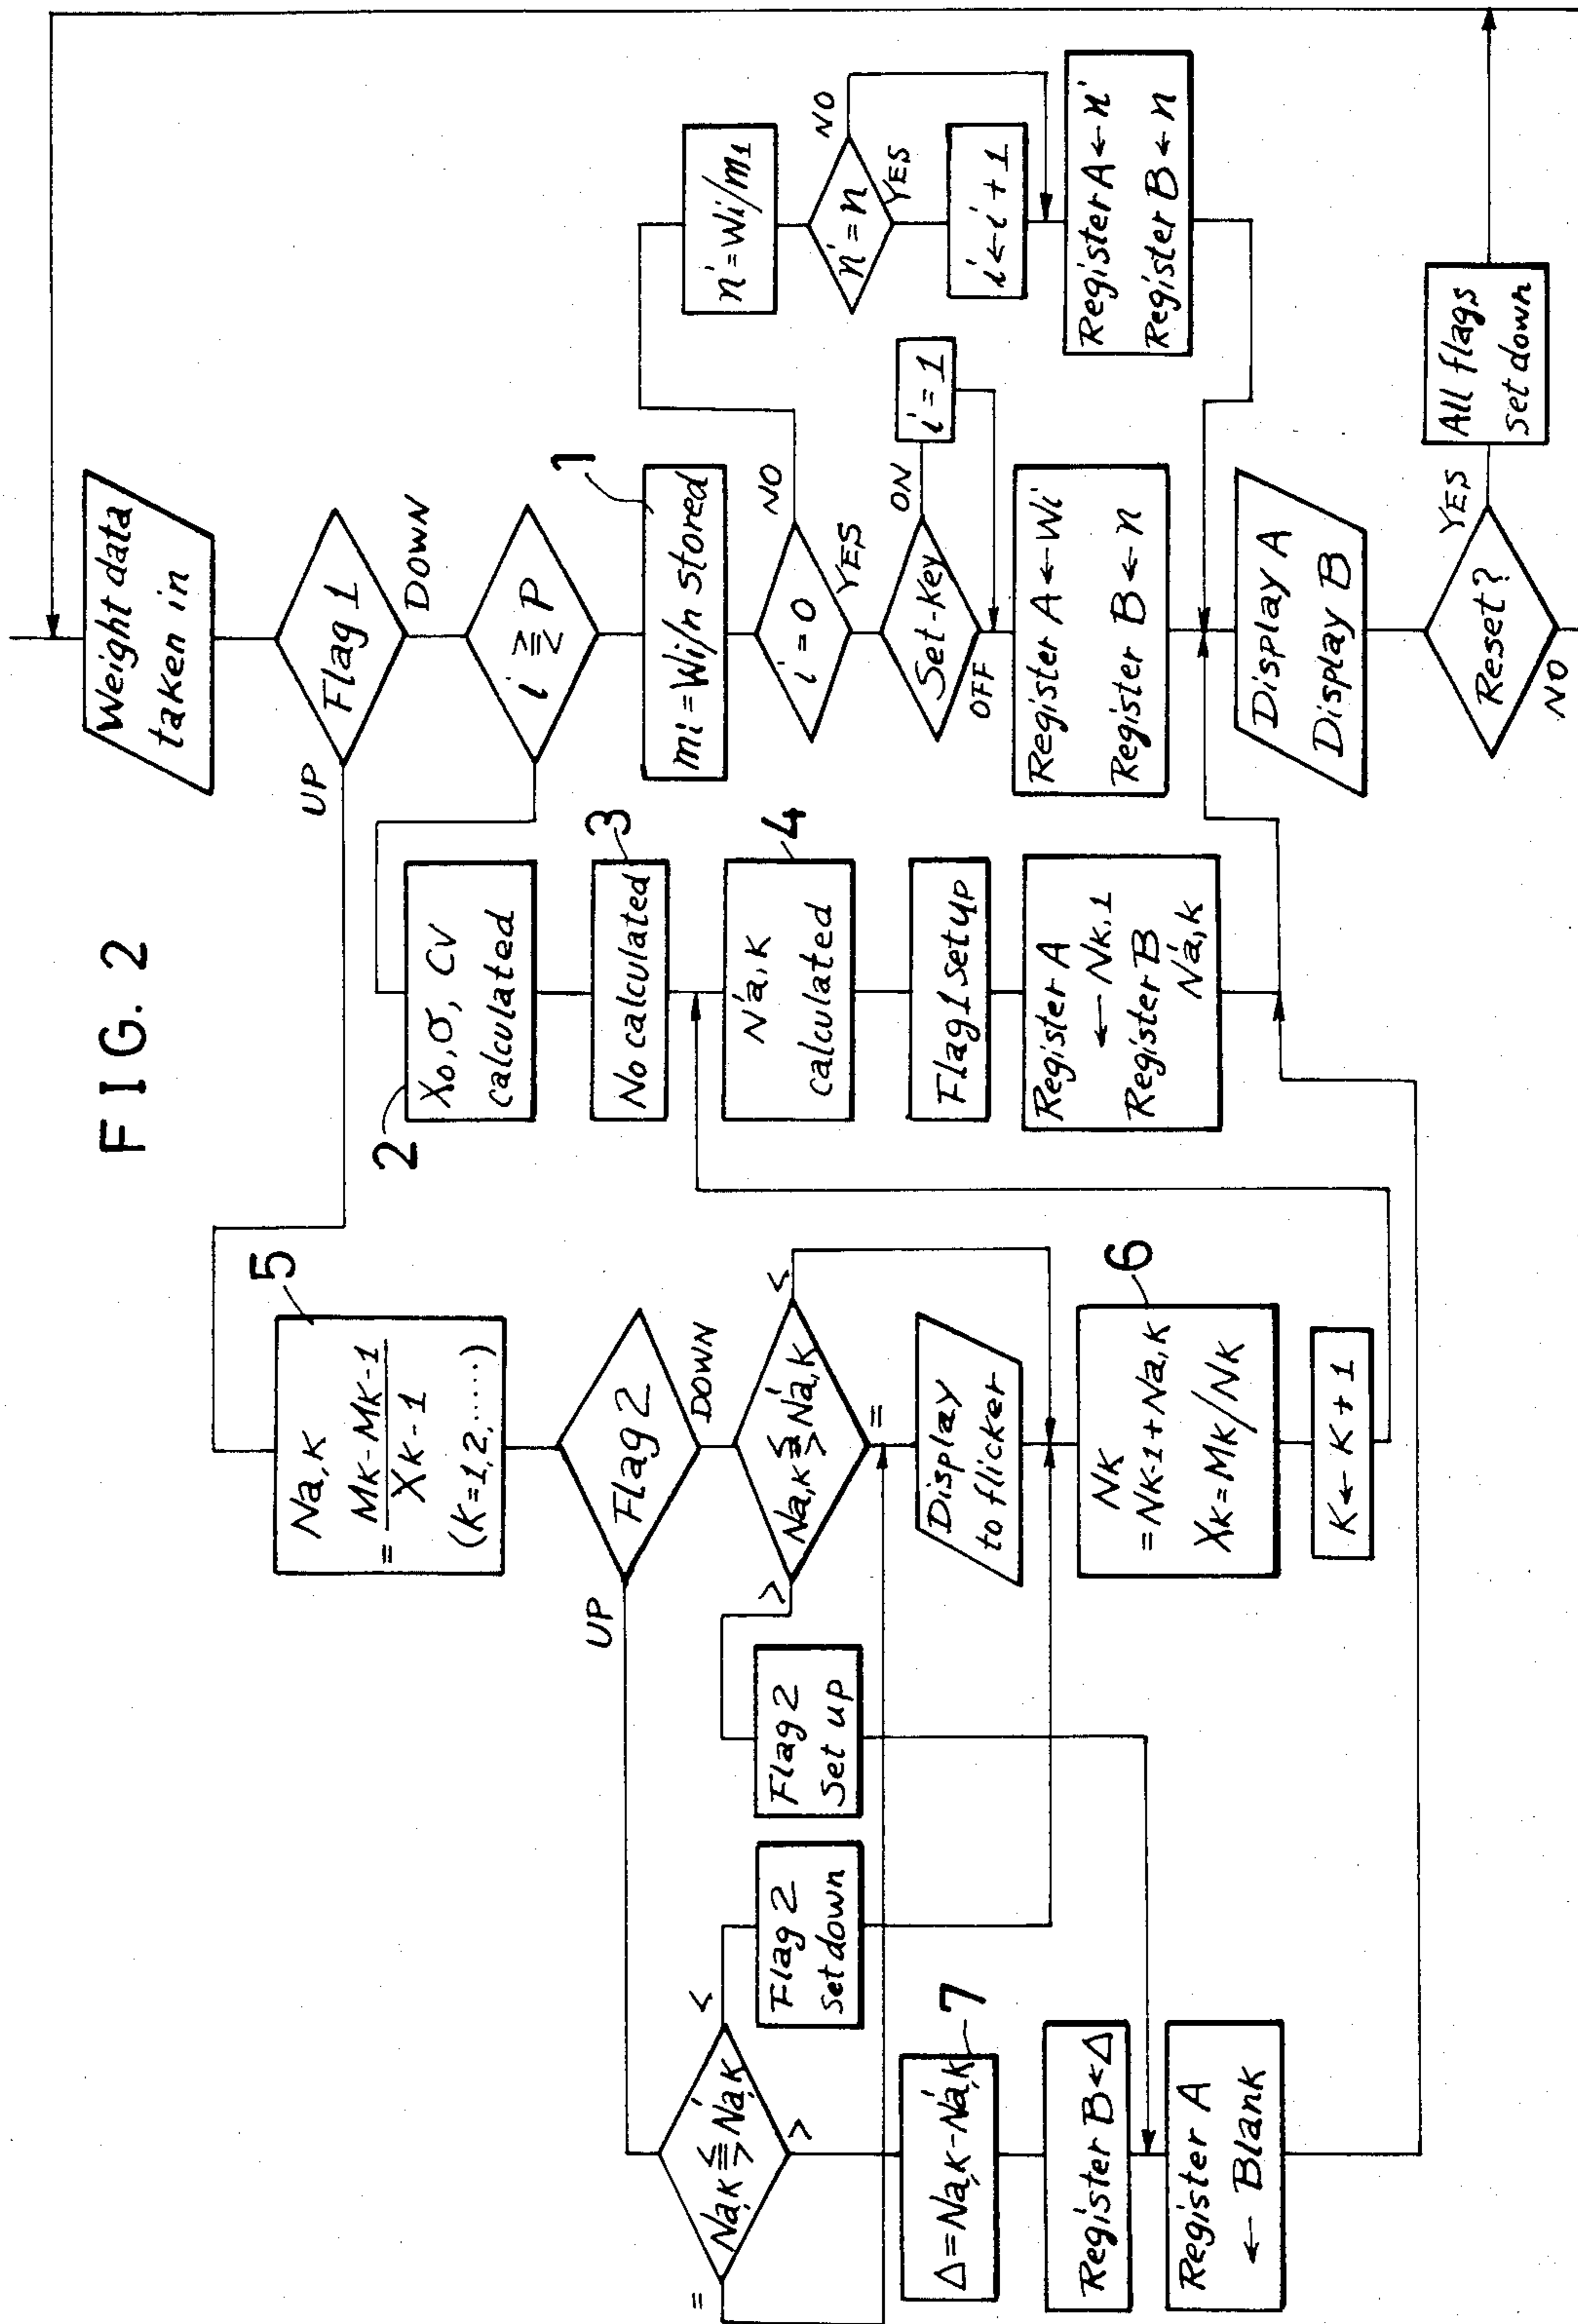 FIG. 2
Weight data
taken in
Flag 1
UP
DOWN
i ≧ P
1
mi = Wi/n stored
i = 0
NO
YES
n' = Wi/m1
n' = n
NO
YES
i ← i + 1
Register A ← n'
Register B ← n
Set-Key
ON
OFF
i = 1
Register A ← Wi
Register B ← n
Display A
Display B
Reset?
YES
NO
All flags
set down
2
Xo, σ, Cv
calculated
3
No calculated
4
N'a,K
calculated
Flag 1 Set up
Register A
← NK,1
Register B
N'a,K
5
Na,K
= MK-MK-1
XK-1
(K=1,2,......)
Flag 2
UP
DOWN
Na,K ⪌ N'a,K
>
<
=
Display
to flicker
6
NK
= NK-1 + Na,K
XK = MK/NK
K ← K + 1
Flag 2
Set up
Flag 2
Set down
Na,K ⪋ N'a,K
<
=
>
7
Δ = Na,K - N'a,K
Register B ← Δ
Register A
← Blank